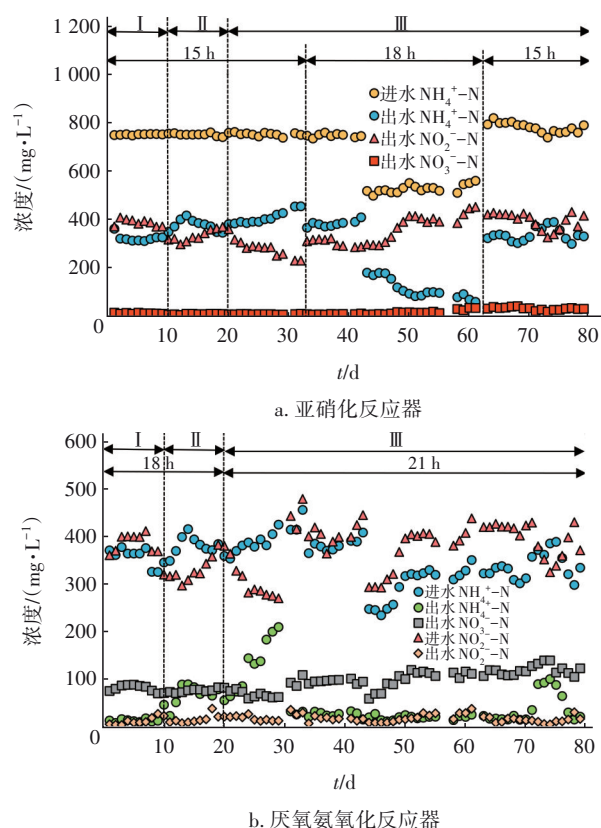 Ⅰ Ⅱ Ⅲ
15 h 18 h 15 h
1 200
1 000
800
600
400
200
0
浓度/(mg·L⁻¹)
进水 NH₄⁺-N
出水 NH₄⁺-N
出水 NO₂⁻-N
出水 NO₃⁻-N
0 10 20 30 40 50 60 70 80
t/d
a. 亚硝化反应器
Ⅰ Ⅱ Ⅲ
18 h 21 h
600
500
400
300
200
100
0
浓度/(mg·L⁻¹)
进水 NH₄⁺-N
出水 NH₄⁺-N
出水 NO₃⁻-N
进水 NO₂⁻-N
出水 NO₂⁻-N
0 10 20 30 40 50 60 70 80
t/d
b. 厌氧氨氧化反应器